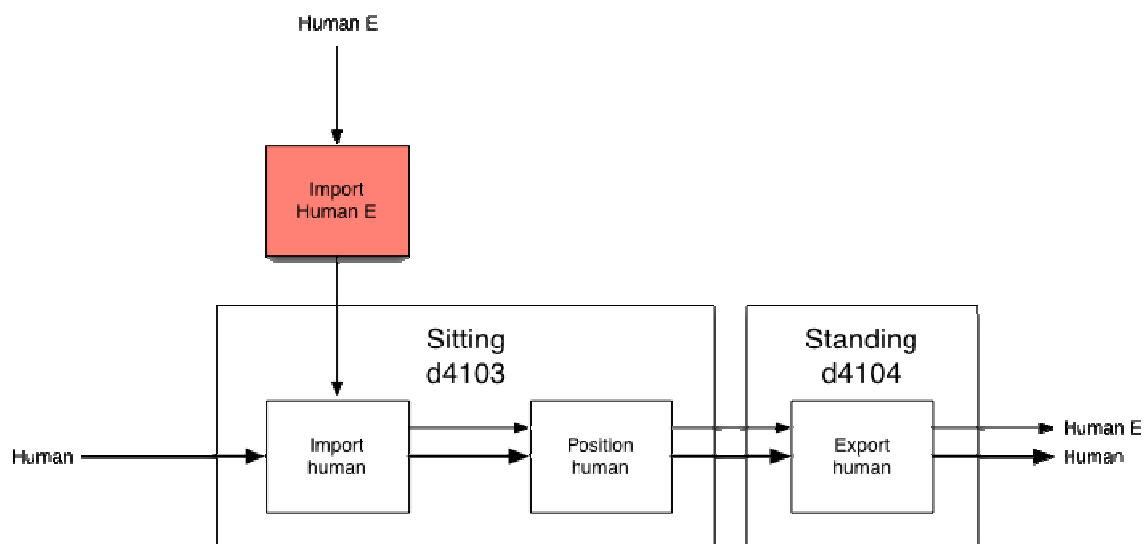 Human E
Import
Human E
Sitting
d4103
Standing
d4104
Human
Import
human
Position
human
Export
human
Human E
Human